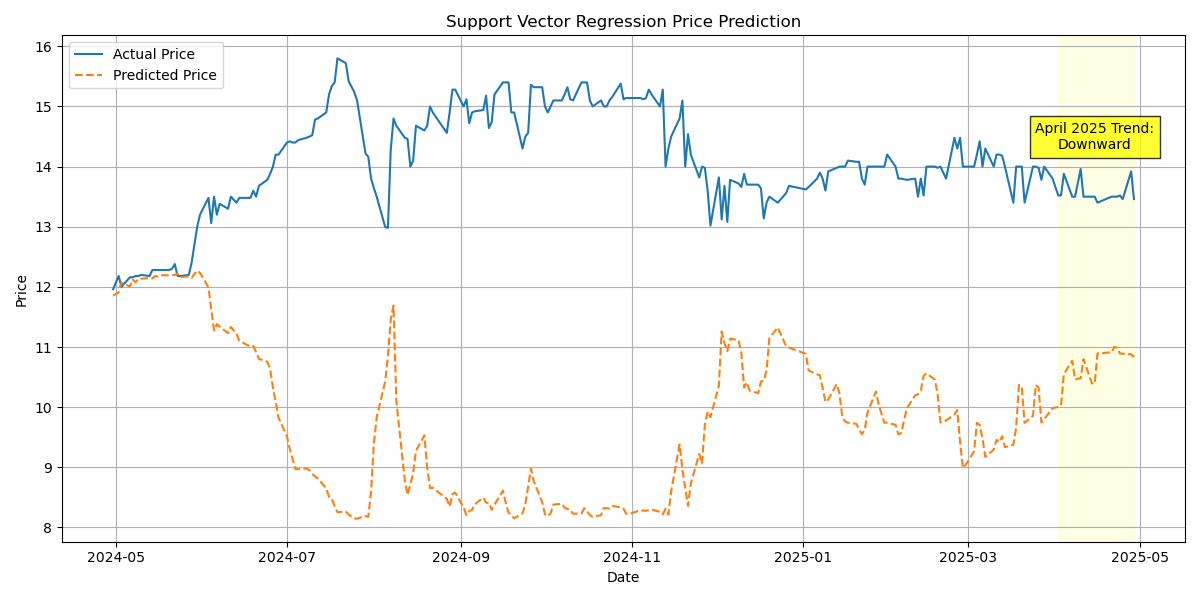 Support Vector Regression Price Prediction
Actual Price
Predicted Price
April 2025 Trend:
Downward
Price
16
15
14
13
12
11
10
9
8
2024-05
2024-07
2024-09
2024-11
2025-01
2025-03
2025-05
Date